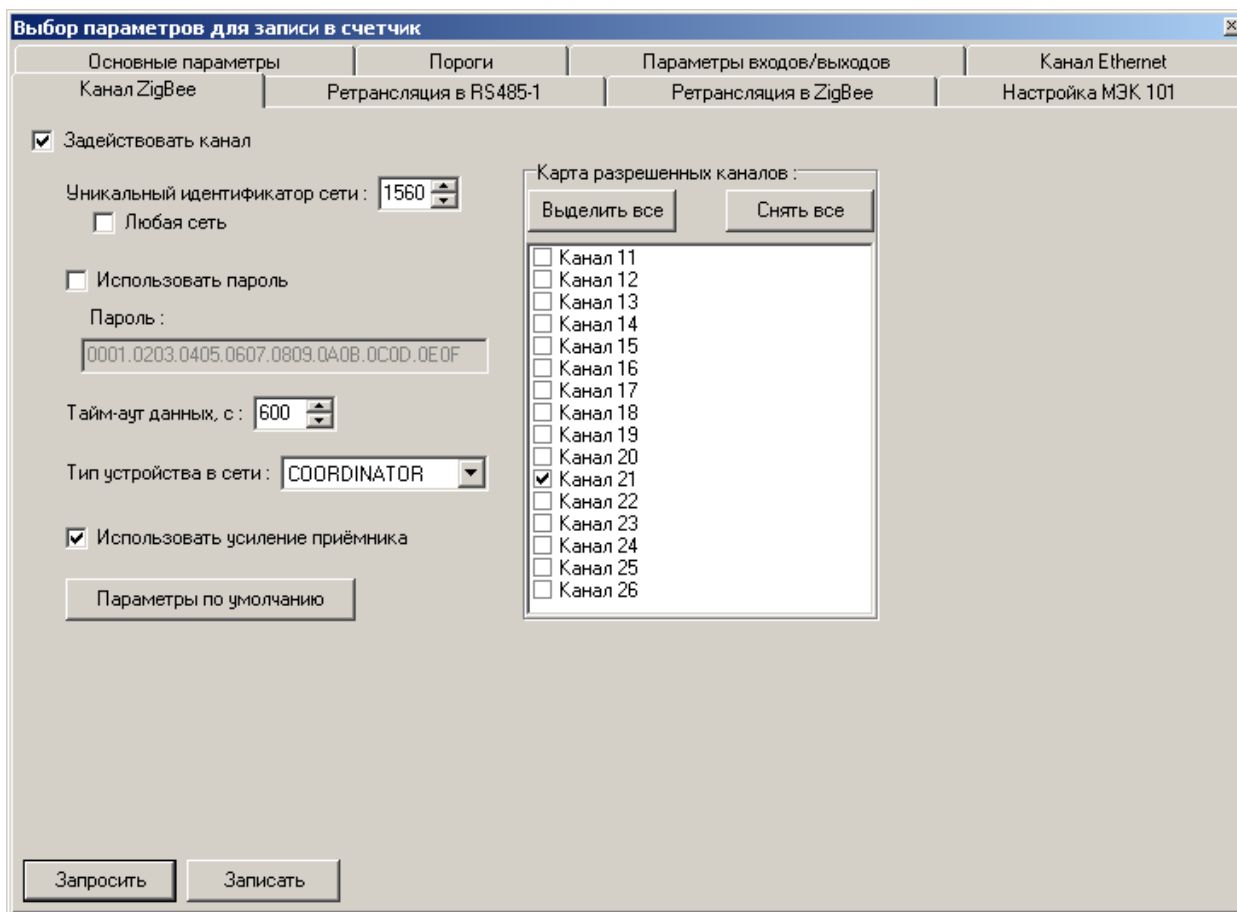 Выбор параметров для записи в счетчик
Основные параметры Пороги Параметры входов/выходов Канал Ethernet
Канал ZigBee Ретрансляция в RS485-1 Ретрансляция в ZigBee Настройка МЭК 101
Задействовать канал
Уникальный идентификатор сети : 1560
Любая сеть
Использовать пароль
Пароль :
0001.0203.0405.0607.0809.0A0B.0C0D.0E0F
Тайм-аут данных, с : 600
Тип устройства в сети : COORDINATOR
Использовать усиление приёмника
Параметры по умолчанию
Карта разрешенных каналов :
Выделить все Снять все
Канал 11
Канал 12
Канал 13
Канал 14
Канал 15
Канал 16
Канал 17
Канал 18
Канал 19
Канал 20
Канал 21
Канал 22
Канал 23
Канал 24
Канал 25
Канал 26
Запросить Записать